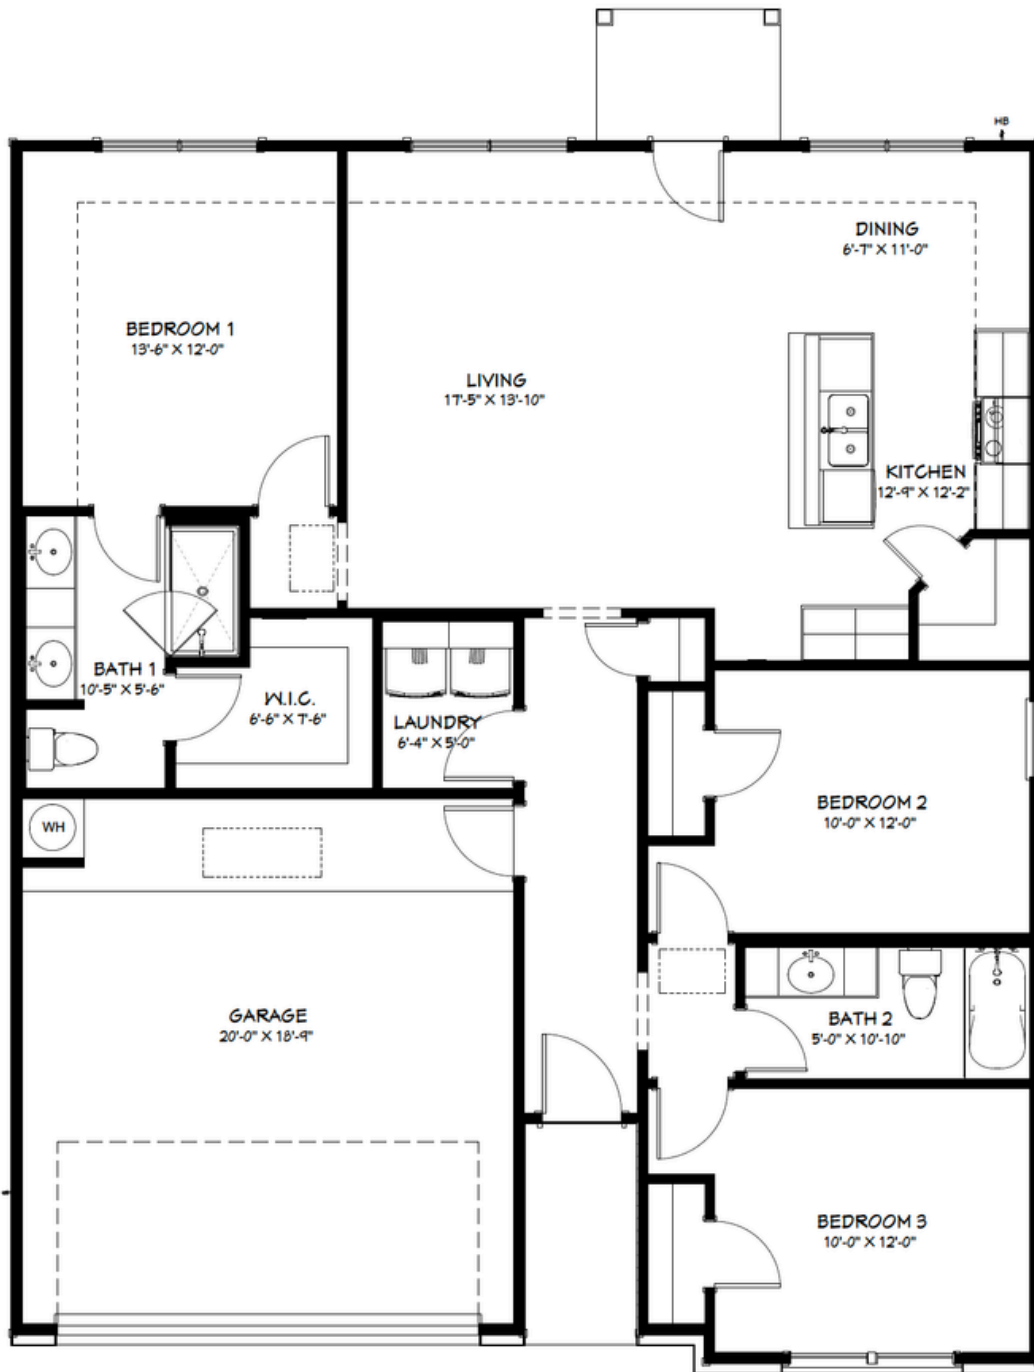 HB
DINING
6'-7" X 11'-0"
BEDROOM 1
13'-6" X 12'-0"
LIVING
17'-5" X 13'-10"
KITCHEN
12'-9" X 12'-2"
BATH 1
10'-5" X 5'-6"
W.I.C.
6'-6" X 7'-6"
LAUNDRY
6'-4" X 5'-0"
BEDROOM 2
10'-0" X 12'-0"
WH
GARAGE
20'-0" X 18'-9"
BATH 2
5'-0" X 10'-10"
BEDROOM 3
10'-0" X 12'-0"